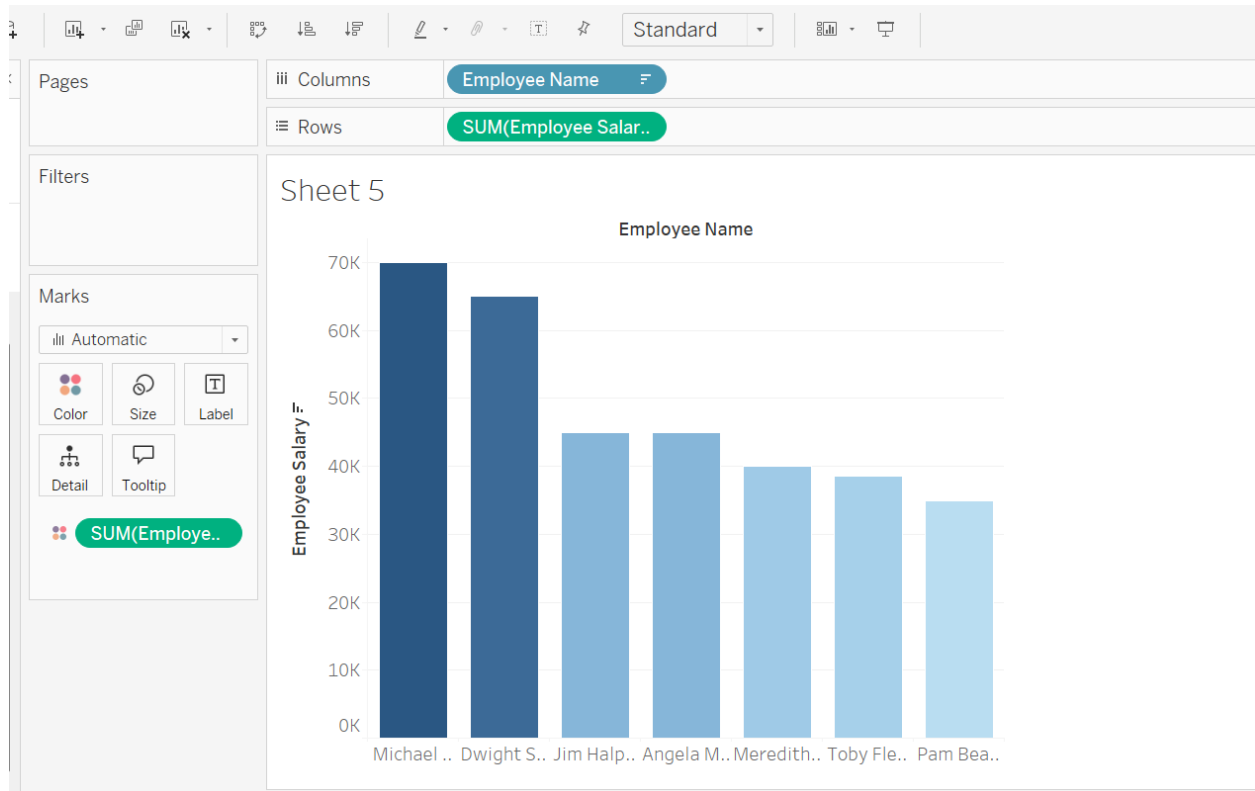 Standard
Pages
iii Columns
Employee Name
Rows
SUM(Employee Salar..
Filters
Sheet 5
Employee Name
Marks
Automatic
Color
Size
T
Label
Detail
Tooltip
SUM(Employe..
Employee Salary
70K
60K
50K
40K
30K
20K
10K
0K
Michael .. Dwight S.. Jim Halp.. Angela M.. Meredith.. Toby Fle.. Pam Bea..